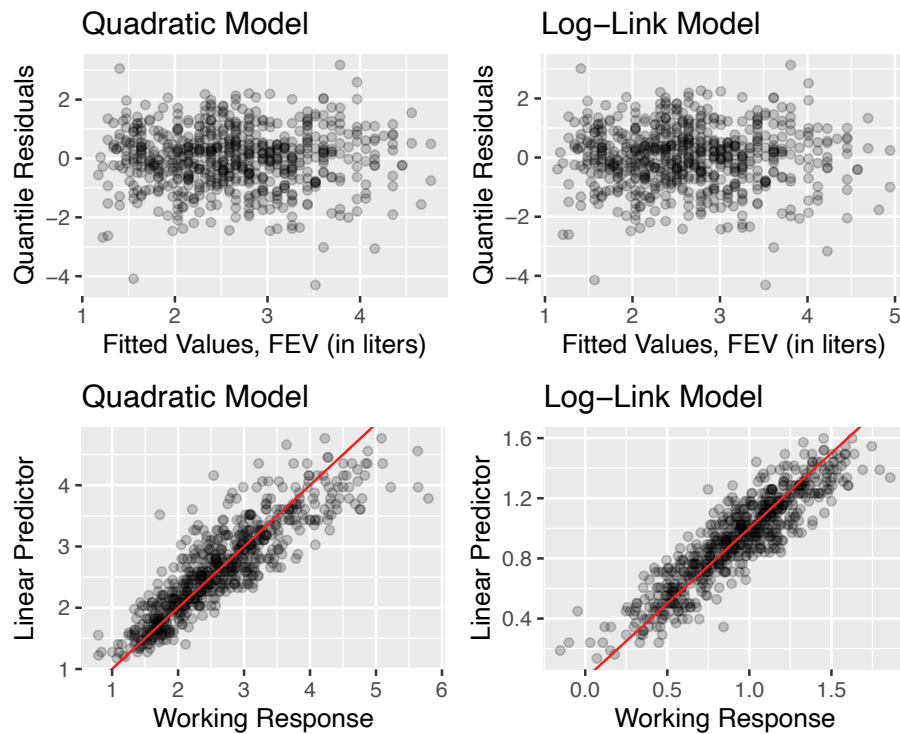 Quadratic Model
Log−Link Model
Quantile Residuals
2
0
−2
−4
1
2
3
4
Fitted Values, FEV (in liters)
Quantile Residuals
2
0
−2
−4
1
2
3
4
5
Fitted Values, FEV (in liters)
Quadratic Model
Log−Link Model
Linear Predictor
4
3
2
1
1
2
3
4
5
6
Working Response
Linear Predictor
1.6
1.2
0.8
0.4
0.0
0.5
1.0
1.5
Working Response